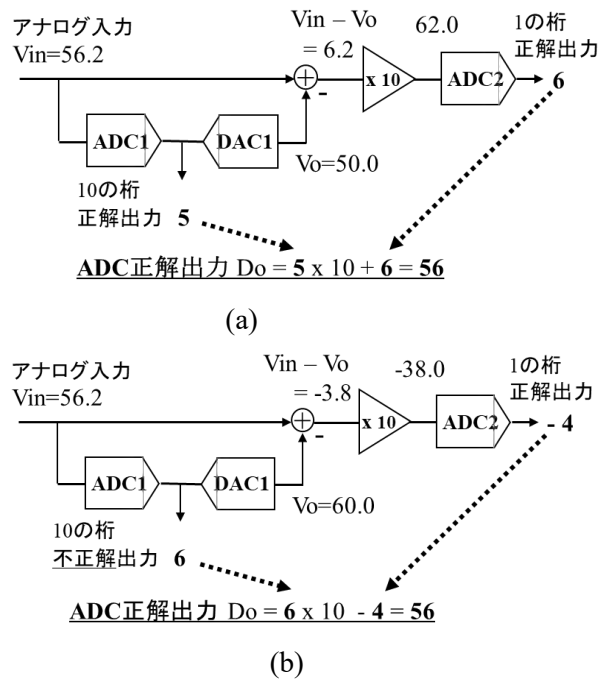 アナログ入力
Vin=56.2
Vin – Vo
= 6.2
62.0
1の桁
正解出力
x 10
ADC2
6
-
ADC1
DAC1
Vo=50.0
10の桁
正解出力 5
ADC正解出力 Do = 5 x 10 + 6 = 56
(a)
アナログ入力
Vin=56.2
Vin – Vo
= -3.8
-38.0
1の桁
正解出力
x 10
ADC2
- 4
-
ADC1
DAC1
Vo=60.0
10の桁
不正解出力 6
ADC正解出力 Do = 6 x 10 - 4 = 56
(b)